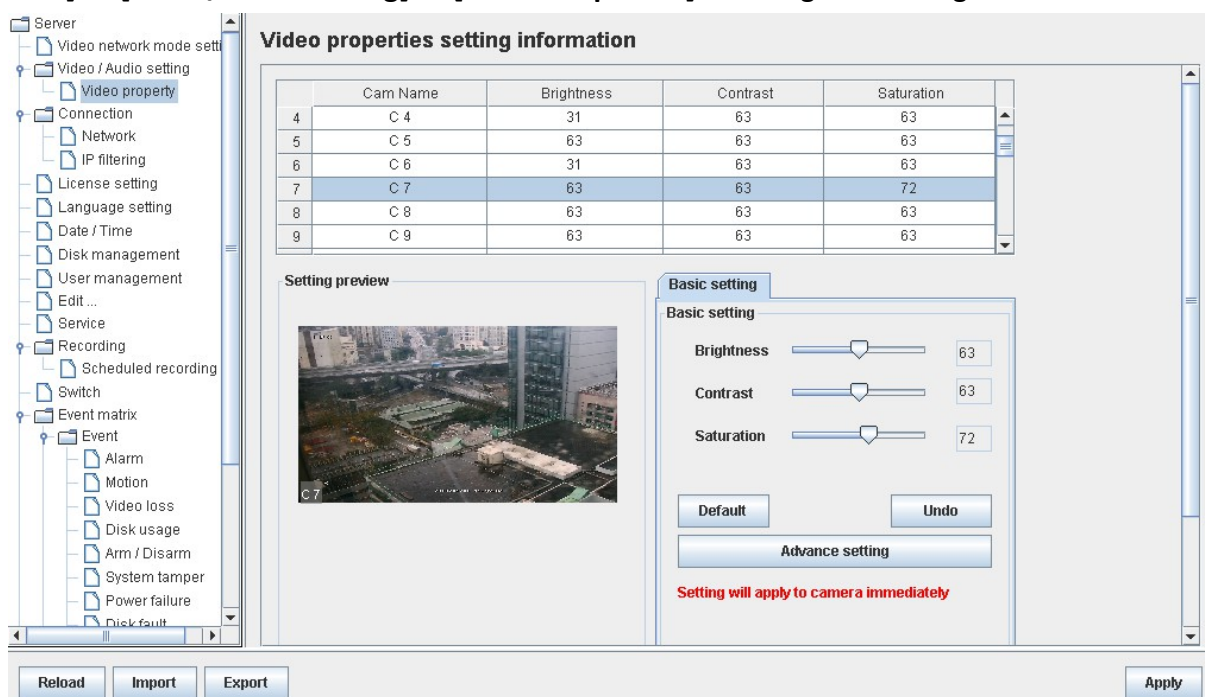 Server
Video network mode setti
Video / Audio setting
Video property
Connection
Network
IP filtering
License setting
Language setting
Date / Time
Disk management
User management
Edit ...
Service
Recording
Scheduled recording
Switch
Event matrix
Event
Alarm
Motion
Video loss
Disk usage
Arm / Disarm
System tamper
Power failure
Disk fault
Video properties setting information
Cam Name Brightness Contrast Saturation
4 C 4 31 63 63
5 C 5 63 63 63
6 C 6 31 63 63
7 C 7 63 63 72
8 C 8 63 63 63
9 C 9 63 63 63
Setting preview
C 7
Basic setting
Basic setting
Brightness 63
Contrast 63
Saturation 72
Default Undo
Advance setting
Setting will apply to camera immediately
Reload Import Export Apply